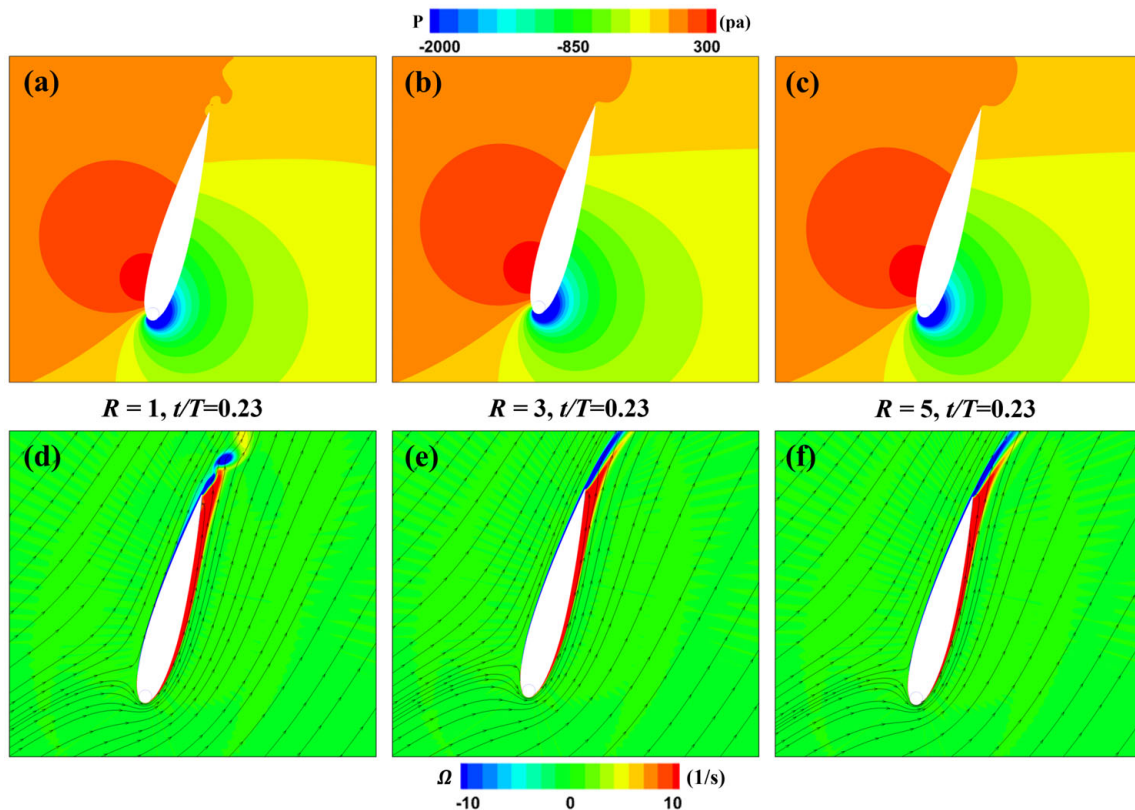 P (pa)
-2000 -850 300
(a) (b) (c)
R = 1, t/T=0.23 R = 3, t/T=0.23 R = 5, t/T=0.23
(d) (e) (f)
Ω (1/s)
-10 0 10